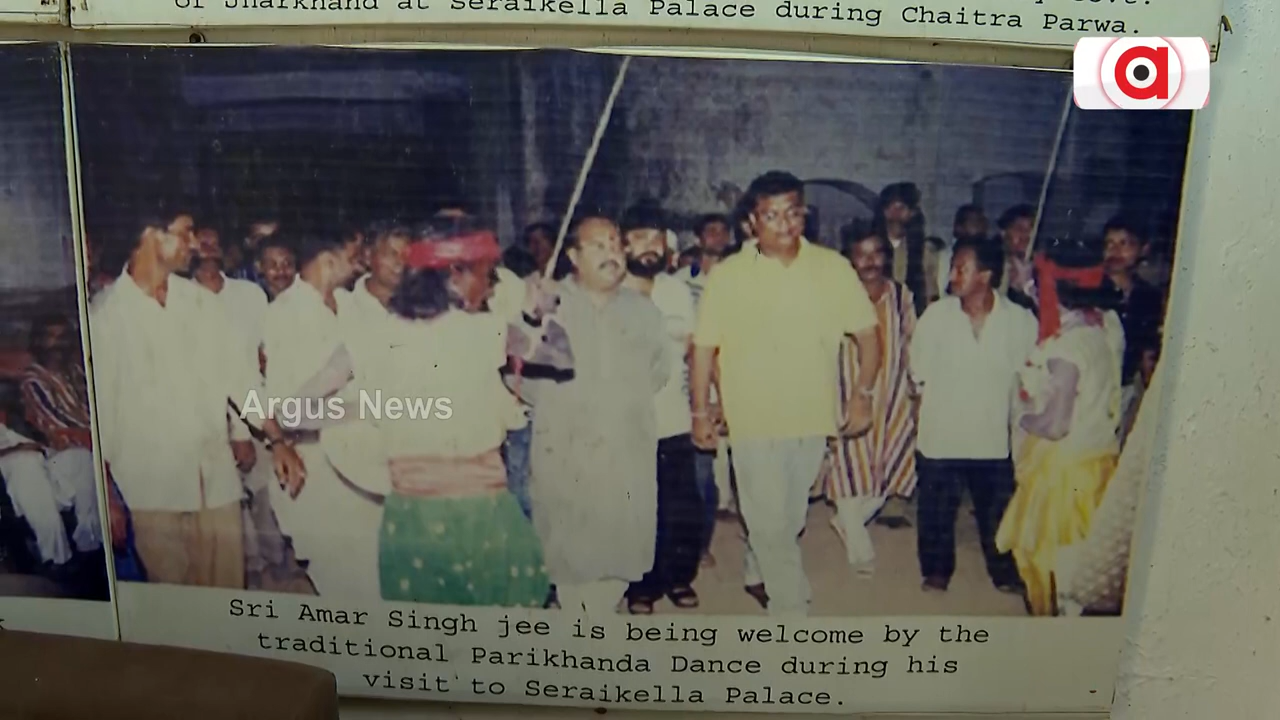 of Jharkhand at Seraikella Palace during Chaitra Parwa.
a
Argus News
Sri Amar Singh jee is being welcome by the
traditional Parikhanda Dance during his
visit to Seraikella Palace.